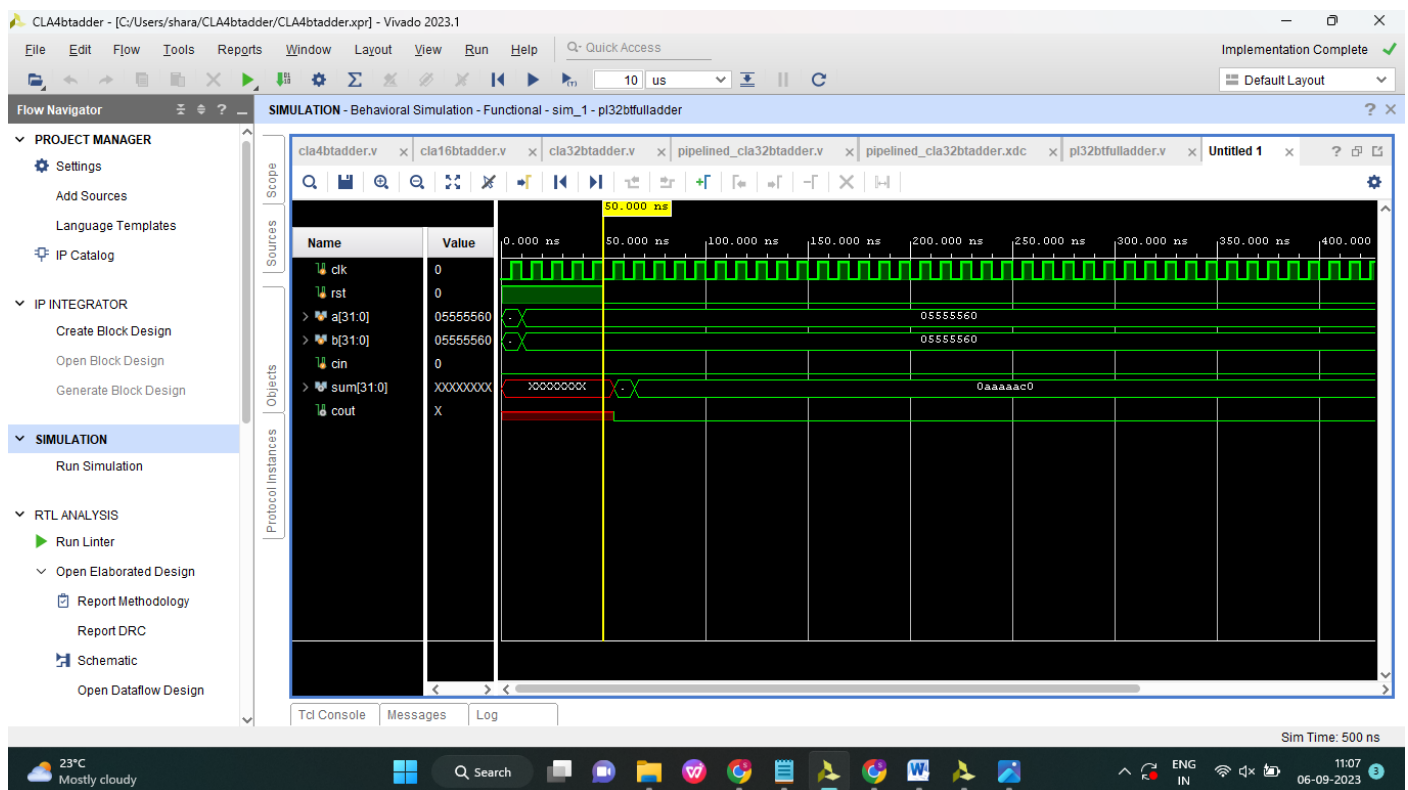 CLA4btadder - [C:/Users/shara/CLA4btadder/CLA4btadder.xpr] - Vivado 2023.1
File Edit Flow Tools Reports Window Layout View Run Help Q- Quick Access Implementation Complete
10 us Default Layout
Flow Navigator
SIMULATION - Behavioral Simulation - Functional - sim_1 - pl32btfulladder
PROJECT MANAGER
Settings
Add Sources
Language Templates
IP Catalog
IP INTEGRATOR
Create Block Design
Open Block Design
Generate Block Design
SIMULATION
Run Simulation
RTL ANALYSIS
Run Linter
Open Elaborated Design
Report Methodology
Report DRC
Schematic
Open Dataflow Design
Scope
Sources
Objects
Protocol Instances
cla4btadder.v cla16btadder.v cla32btadder.v pipelined_cla32btadder.v pipelined_cla32btadder.xdc pl32btfulladder.v Untitled 1
50.000 ns
Name Value 0.000 ns 50.000 ns 100.000 ns 150.000 ns 200.000 ns 250.000 ns 300.000 ns 350.000 ns 400.000
clk 0
rst 0
a[31:0] 05555560 05555560
b[31:0] 05555560 05555560
cin 0
sum[31:0] XXXXXXXX XXXXXXXX 0aaaaac0
cout X
Tcl Console Messages Log
Sim Time: 500 ns
23°C
Mostly cloudy
Search
ENG
IN
11:07
06-09-2023
3